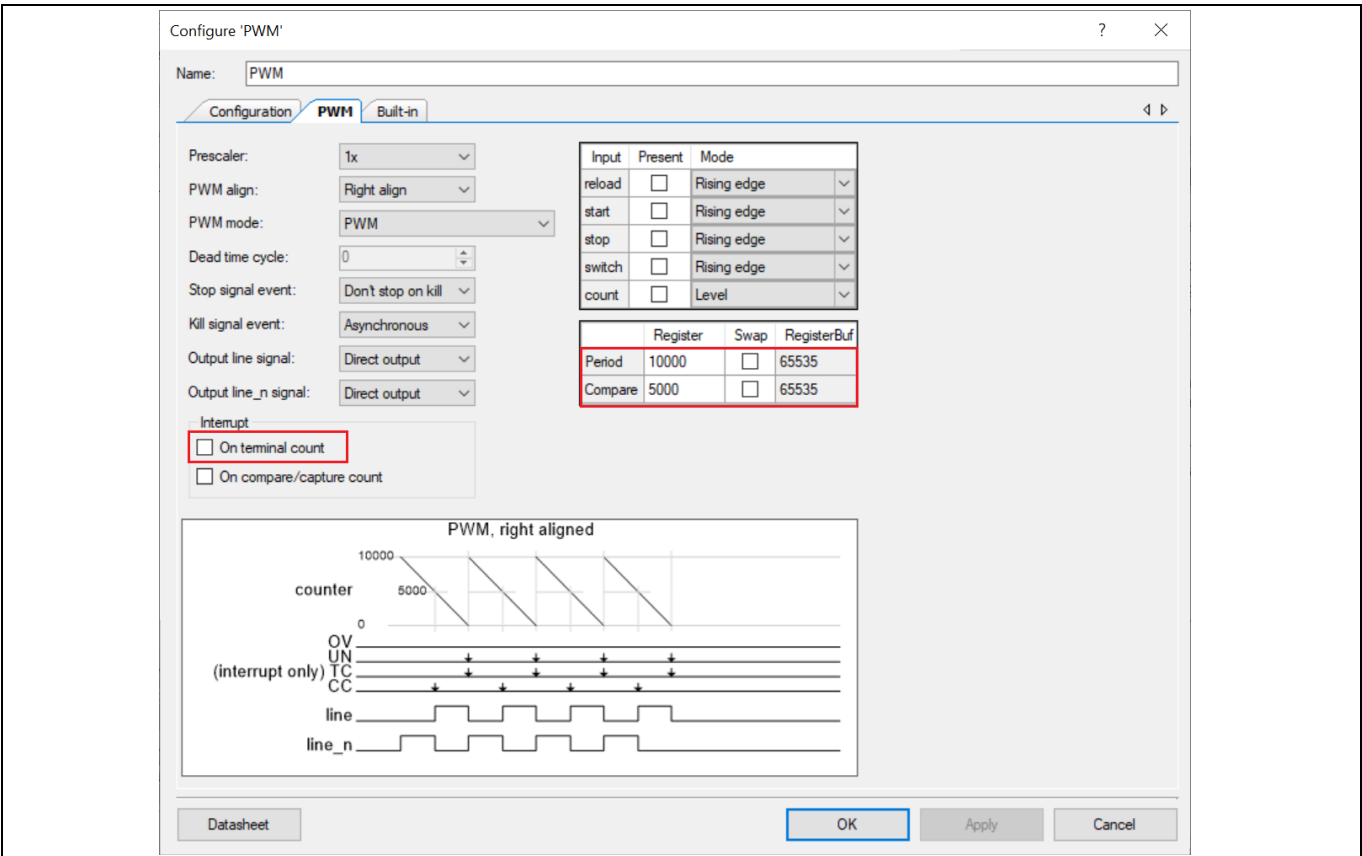 Configure 'PWM'
?
Name: PWM
Configuration PWM Built-in
Prescaler: 1x
PWM align: Right align
PWM mode: PWM
Dead time cycle: 0
Stop signal event: Don't stop on kill
Kill signal event: Asynchronous
Output line signal: Direct output
Output line_n signal: Direct output
Interrupt
On terminal count
On compare/capture count
Input Present Mode
reload Rising edge
start Rising edge
stop Rising edge
switch Rising edge
count Level
Register Swap RegisterBuf
Period 10000 65535
Compare 5000 65535
PWM, right aligned
10000
counter 5000
0
OV
UN
(interrupt only) TC
CC
line
line_n
Datasheet OK Apply Cancel